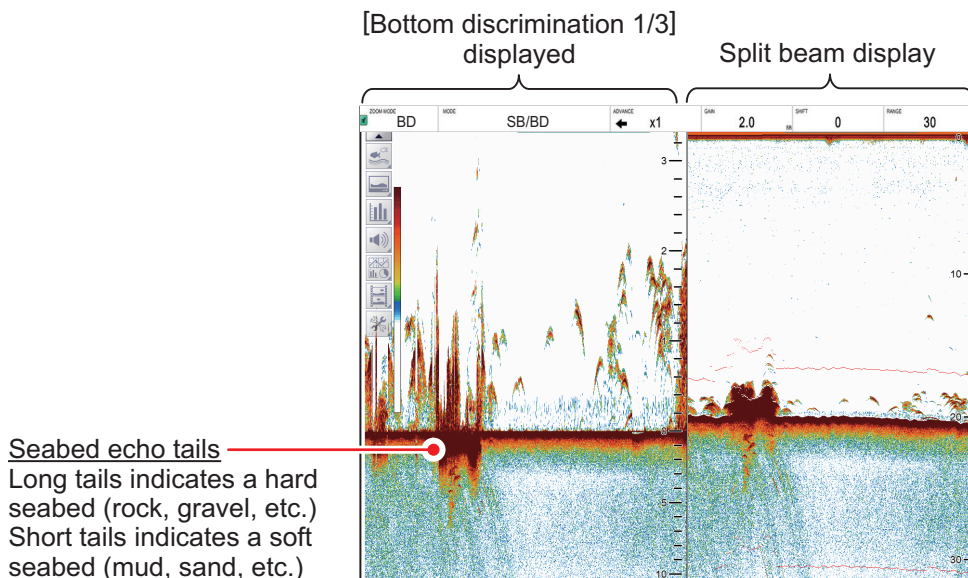 [Bottom discrimination 1/3]
displayed
Split beam display
ZOOM MODE
BD
MODE
SB/BD
ADVANCE
x1
GAIN
2.0
SHIFT
0
RANGE
30
3
2
1
0
5
10
0
10
20
30
Seabed echo tails
Long tails indicates a hard
seabed (rock, gravel, etc.)
Short tails indicates a soft
seabed (mud, sand, etc.)